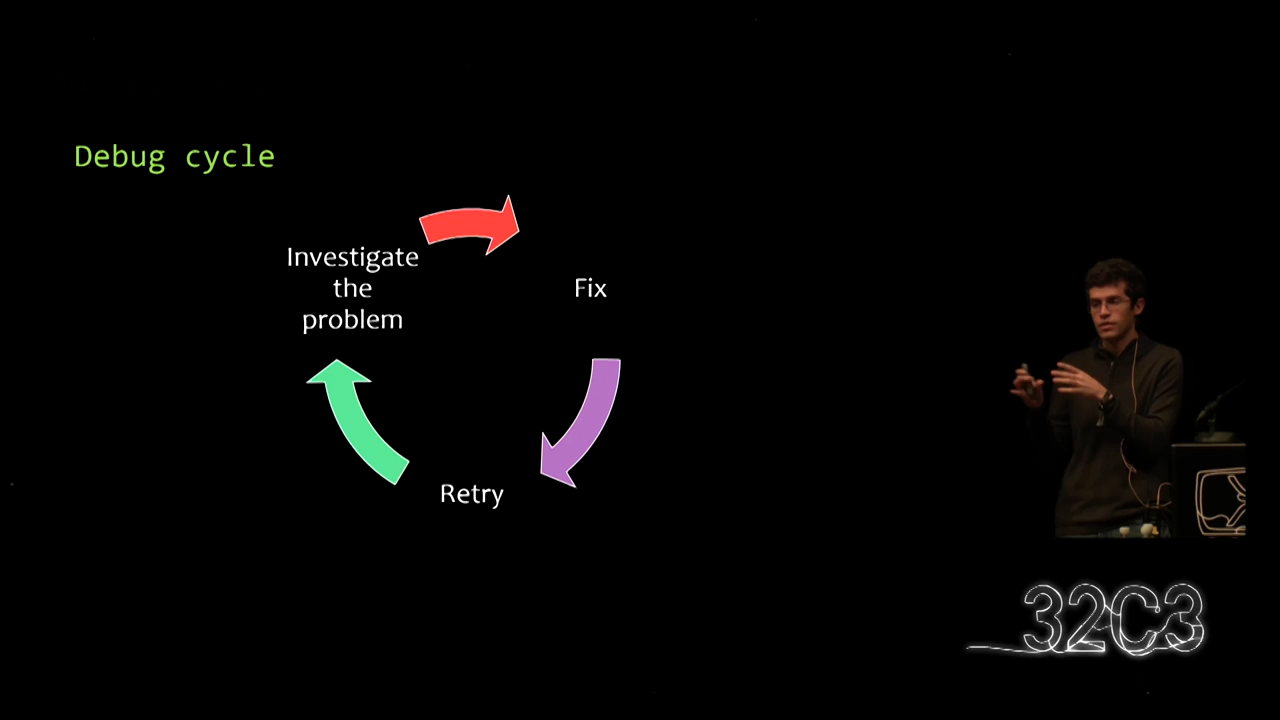 Debug cycle
Investigate
the
problem
Fix
Retry
32C3